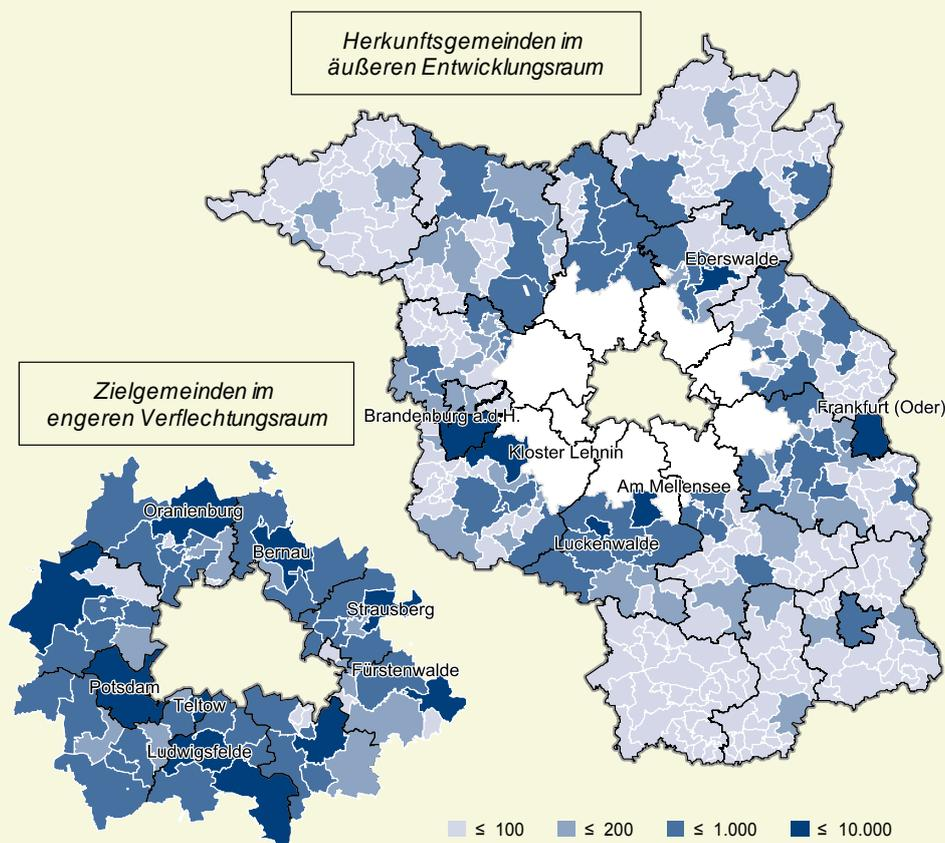 Herkunftsgemeinden im
äußeren Entwicklungsraum
Eberswalde
Zielgemeinden im
engeren Verflechtungsraum
Frankfurt (Oder)
Brandenburg a.d.H.
Kloster Lehnin
Am Mellensee
Luckenwalde
Oranienburg
Bernau
Strausberg
Fürstenwalde
Potsdam
Teltow
Ludwigsfelde
≤ 100 ≤ 200 ≤ 1.000 ≤ 10.000